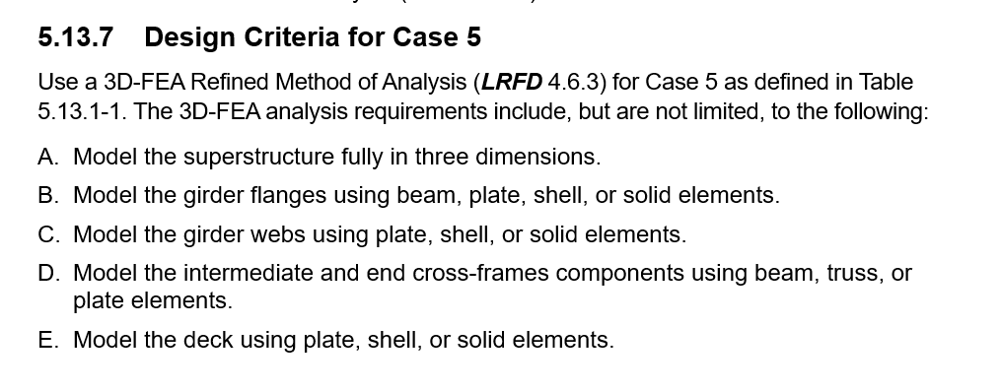 5.13.7 Design Criteria for Case 5
Use a 3D-FEA Refined Method of Analysis (LRFD 4.6.3) for Case 5 as defined in Table
5.13.1-1. The 3D-FEA analysis requirements include, but are not limited, to the following:
A. Model the superstructure fully in three dimensions.
B. Model the girder flanges using beam, plate, shell, or solid elements.
C. Model the girder webs using plate, shell, or solid elements.
D. Model the intermediate and end cross-frames components using beam, truss, or
plate elements.
E. Model the deck using plate, shell, or solid elements.